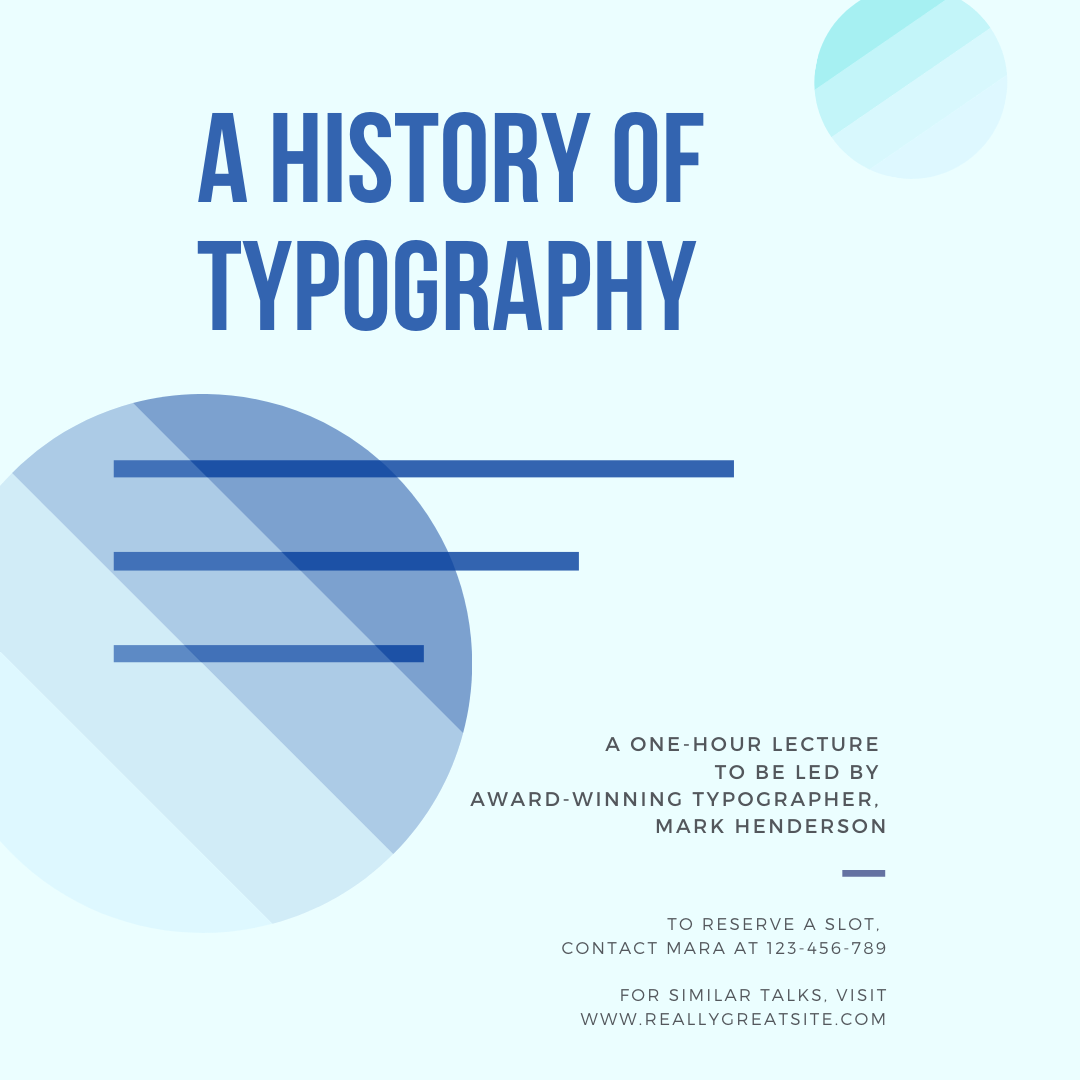 A HISTORY OF
TYPOGRAPHY
A ONE-HOUR LECTURE
TO BE LED BY
AWARD-WINNING TYPOGRAPHER,
MARK HENDERSON
TO RESERVE A SLOT,
CONTACT MARA AT 123-456-789
FOR SIMILAR TALKS, VISIT
WWW.REALLYGREATSITE.COM